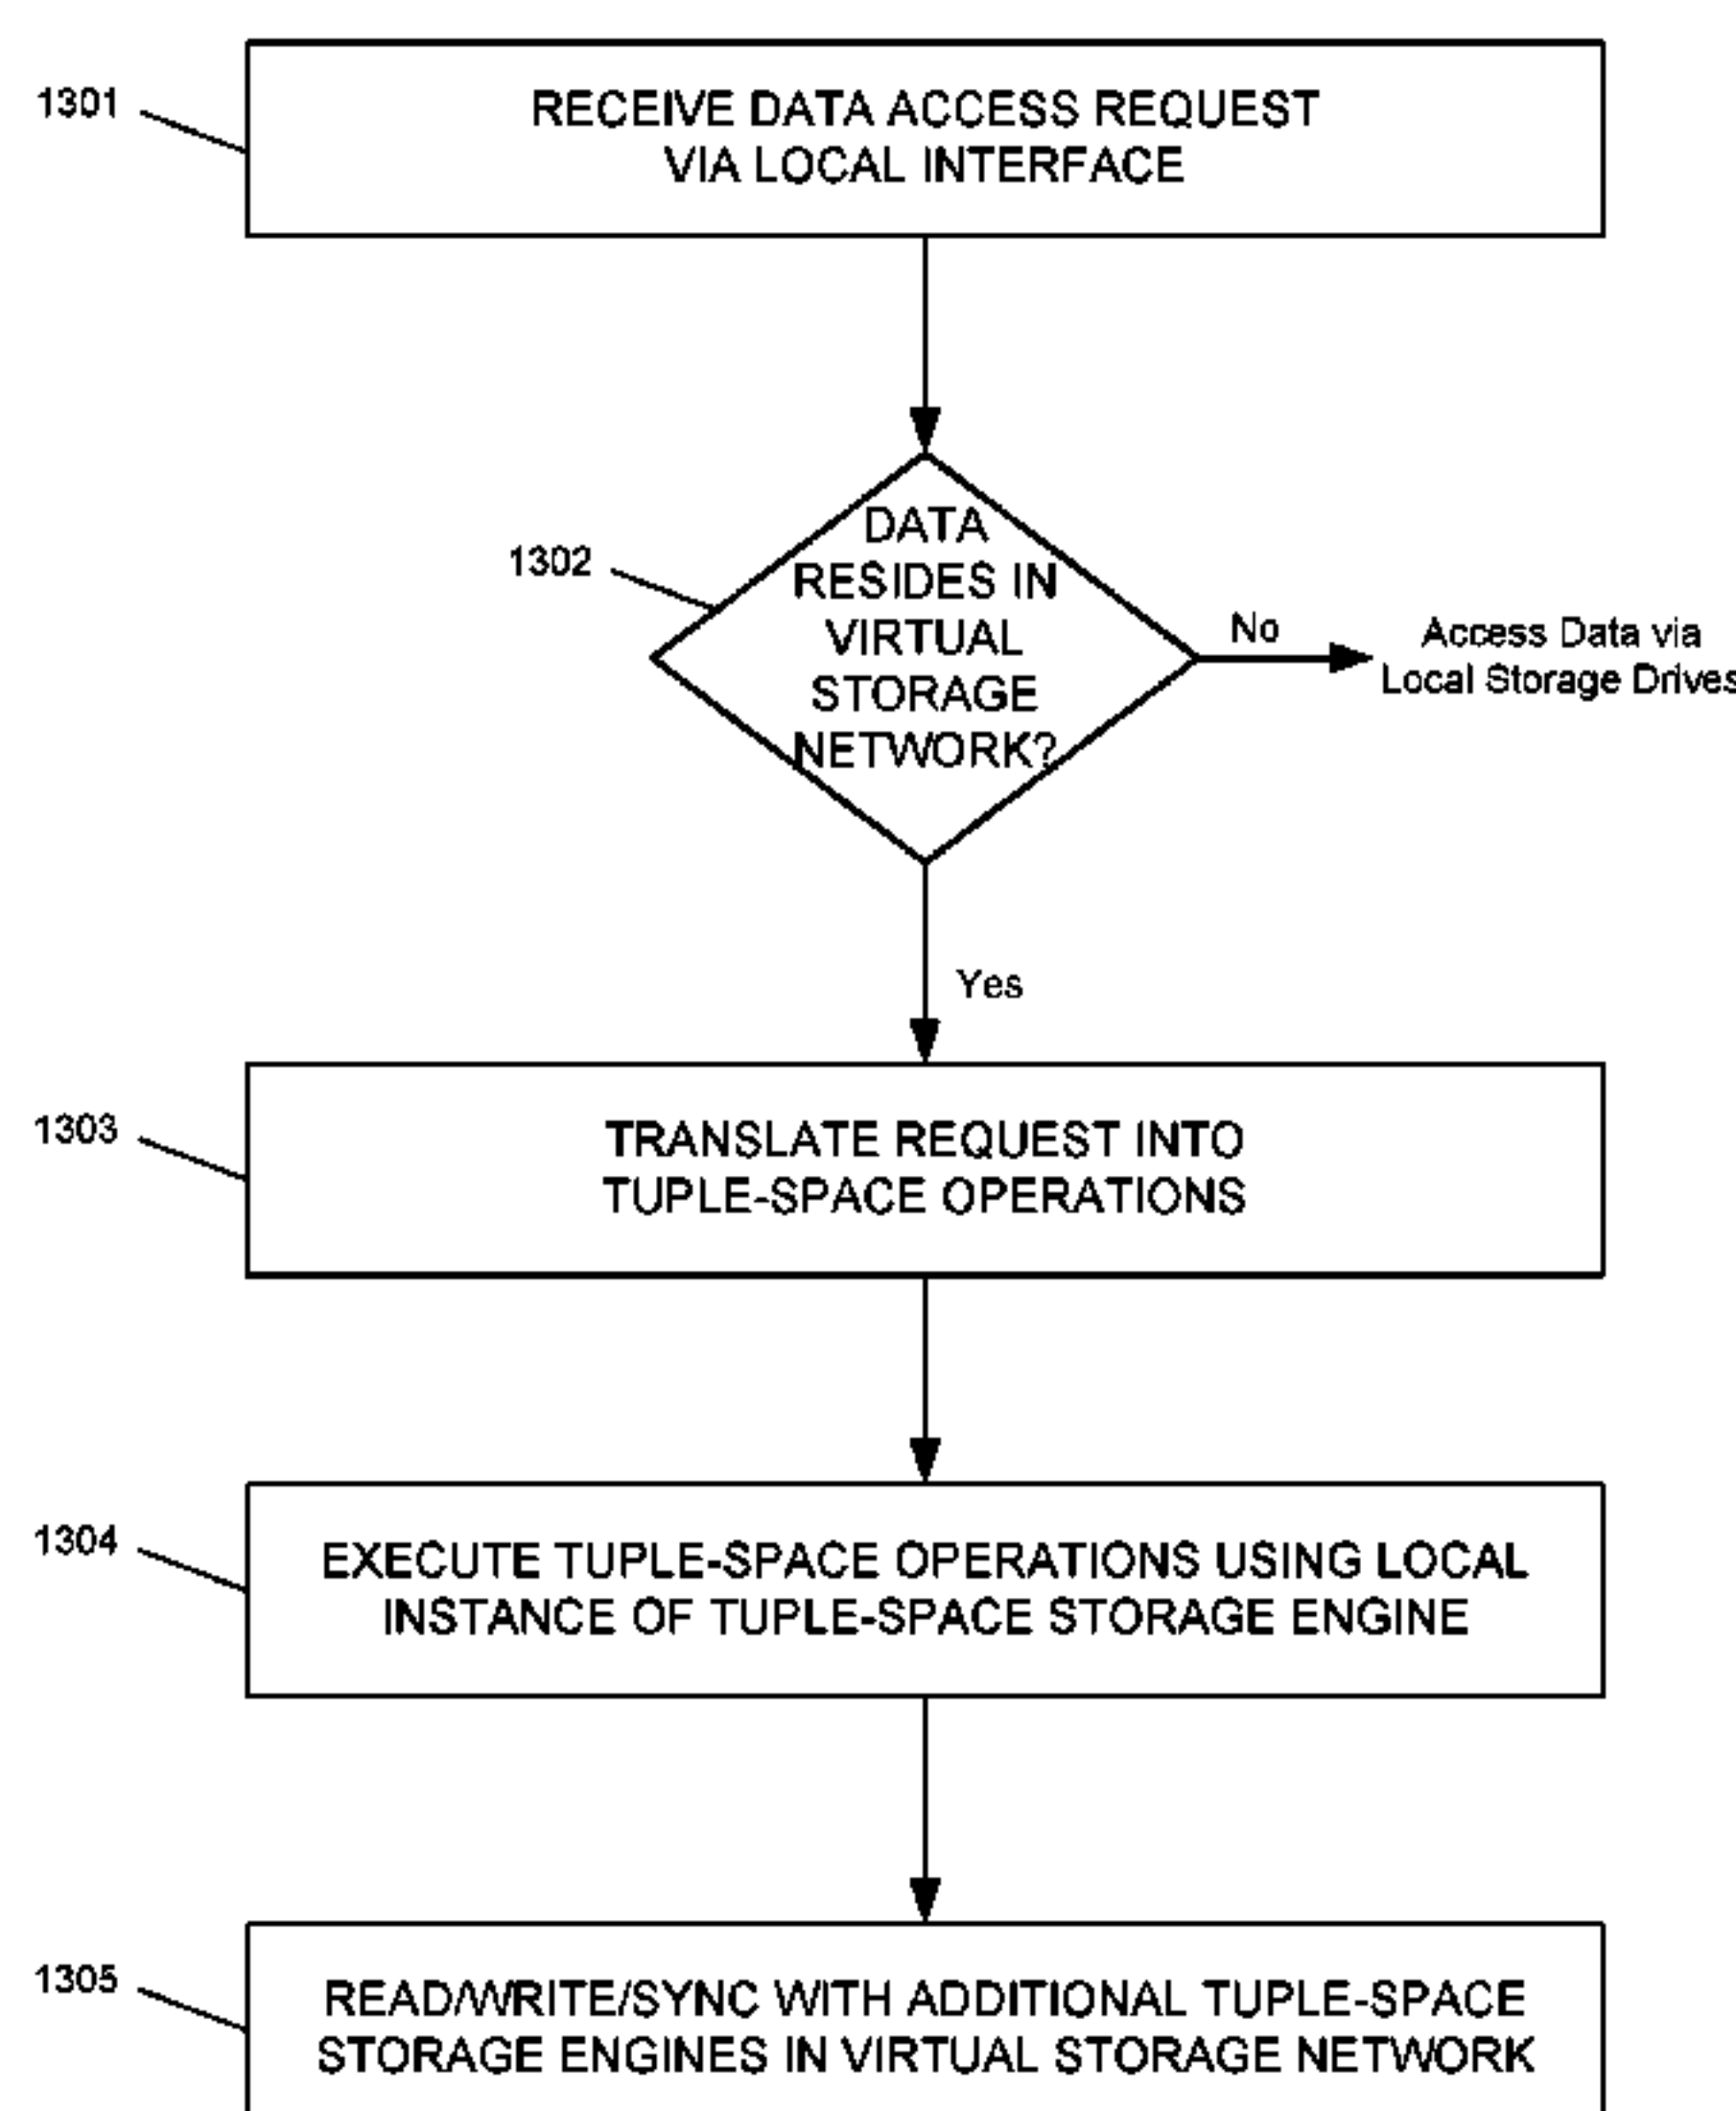 1301
RECEIVE DATA ACCESS REQUEST
VIA LOCAL INTERFACE
1302
DATA
RESIDES IN
VIRTUAL
STORAGE
NETWORK?
No
Access Data via
Local Storage Drives
Yes
1303
TRANSLATE REQUEST INTO
TUPLE-SPACE OPERATIONS
1304
EXECUTE TUPLE-SPACE OPERATIONS USING LOCAL
INSTANCE OF TUPLE-SPACE STORAGE ENGINE
1305
READ/WRITE/SYNC WITH ADDITIONAL TUPLE-SPACE
STORAGE ENGINES IN VIRTUAL STORAGE NETWORK